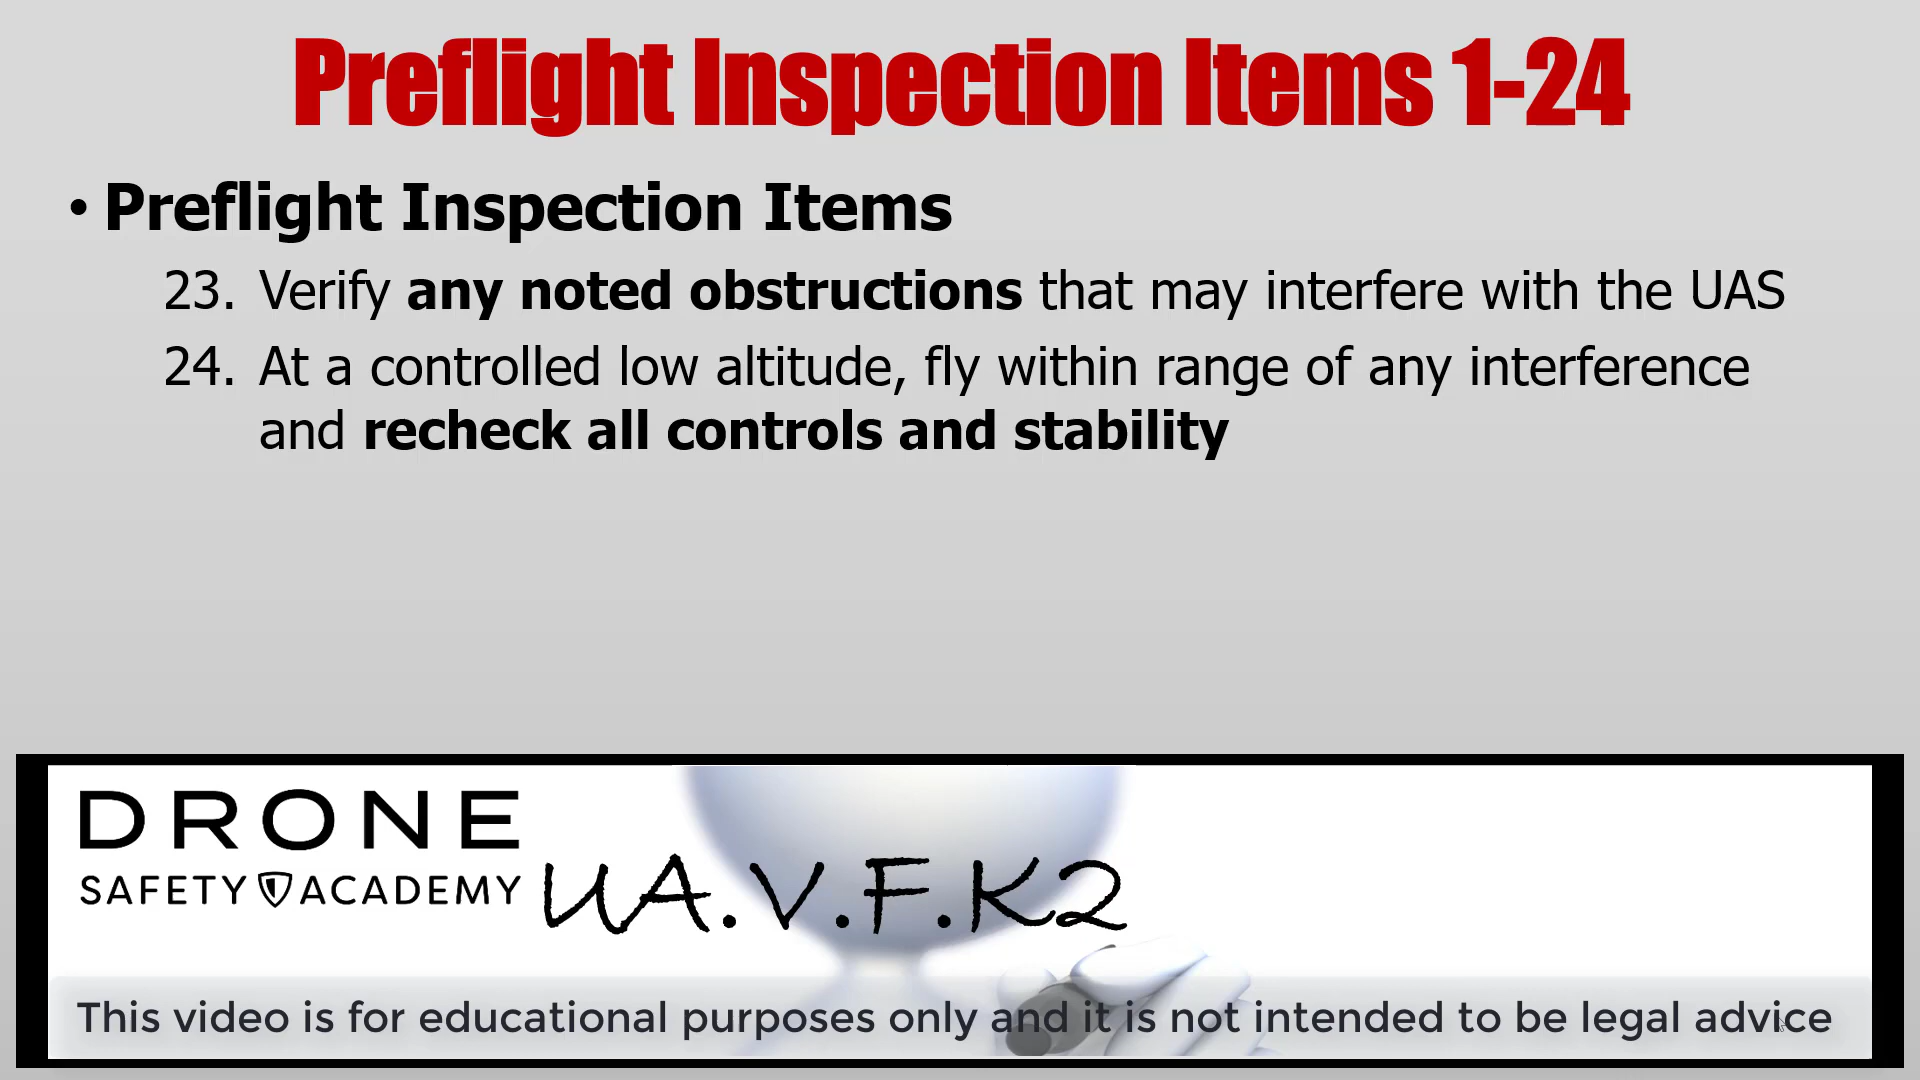 Preflight Inspection Items 1-24
• Preflight Inspection Items
23. Verify any noted obstructions that may interfere with the UAS
24. At a controlled low altitude, fly within range of any interference
and recheck all controls and stability
DRONE
SAFETY ACADEMY
UA.V.F.K2
This video is for educational purposes only and it is not intended to be legal advice